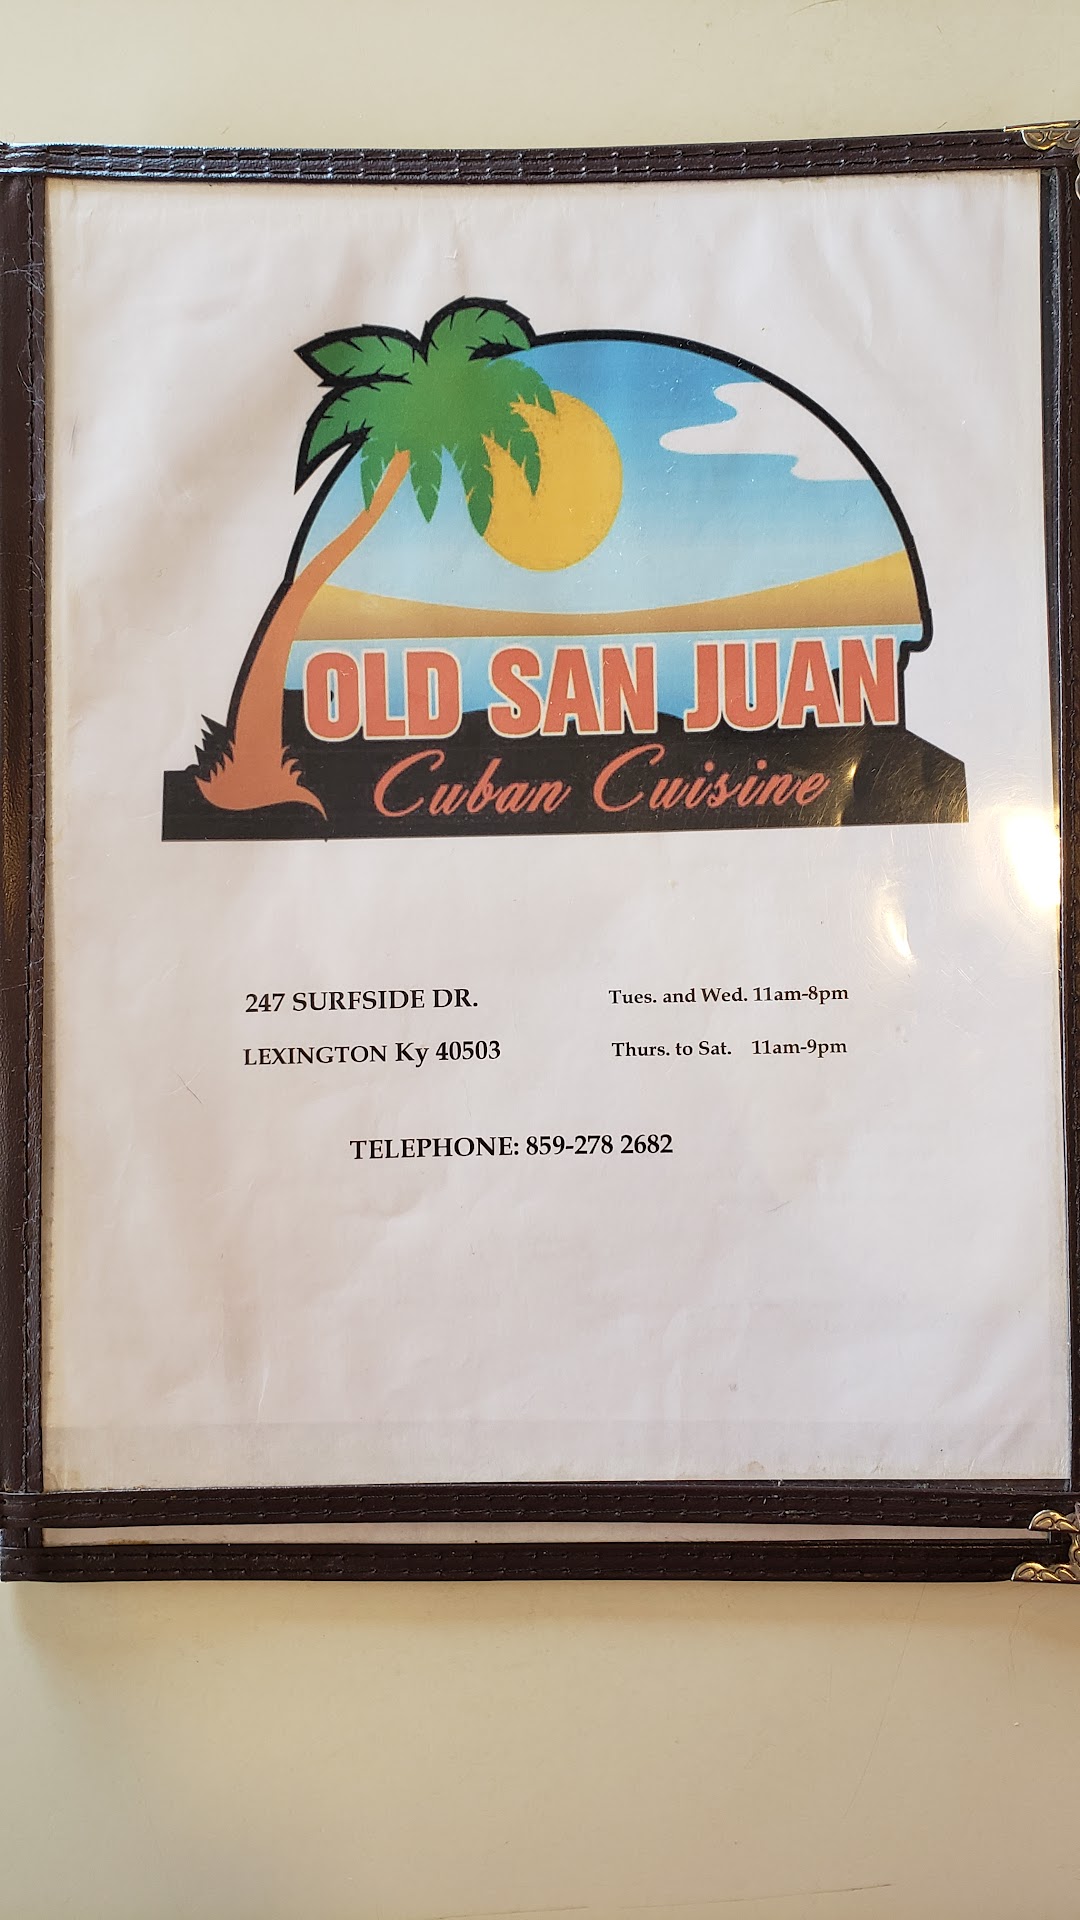 OLD SAN JUAN
Cuban Cuisine
247 SURFSIDE DR.
LEXINGTON Ky 40503
Tues. and Wed. 11am-8pm
Thurs. to Sat. 11am-9pm
TELEPHONE: 859-278 2682